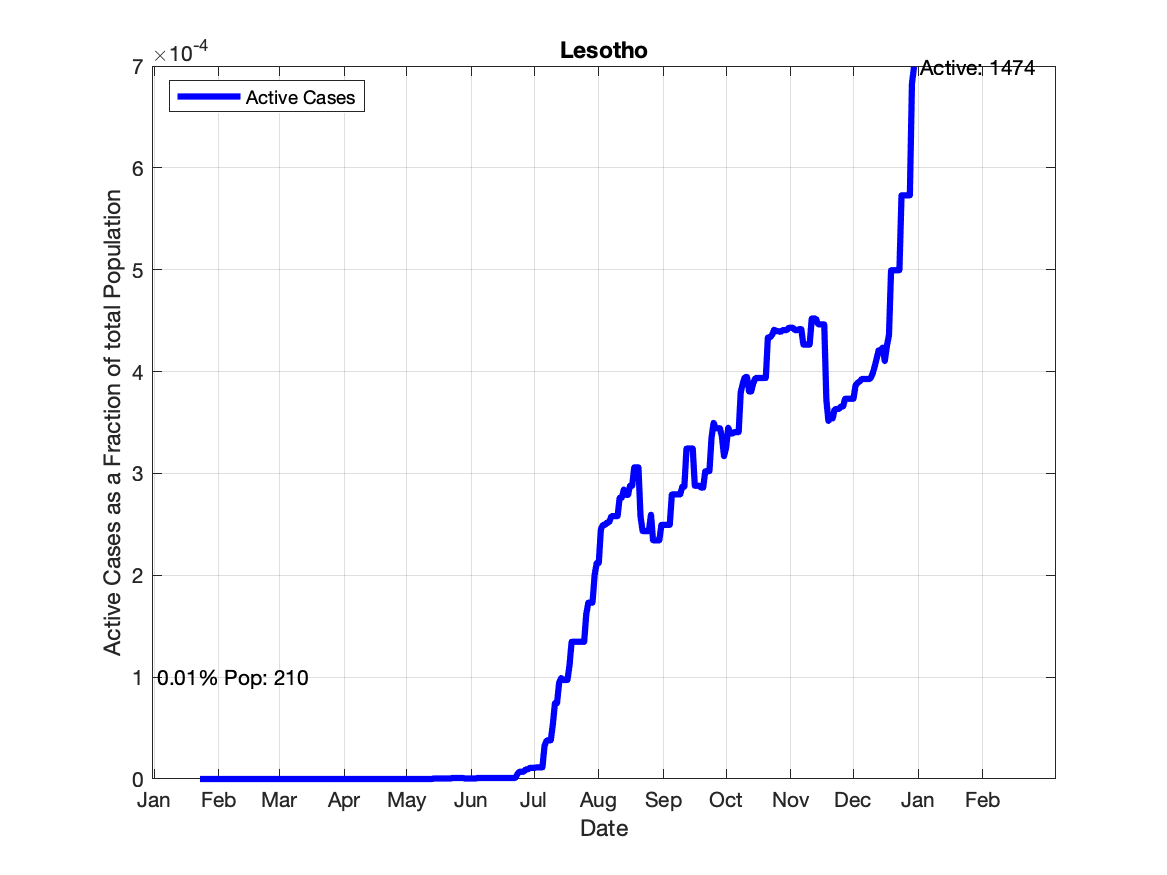 Lesotho
×10-4
Active: 1474
Active Cases
7
6
5
4
3
2
1
0
0.01% Pop: 210
Active Cases as a Fraction of total Population
Jan Feb Mar Apr May Jun Jul Aug Sep Oct Nov Dec Jan Feb
Date